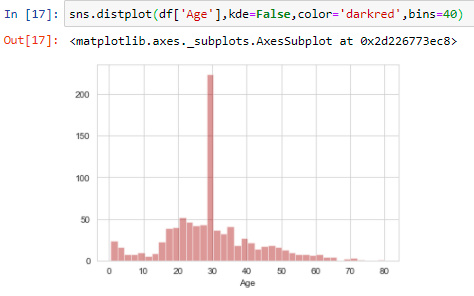 In [17]: sns.distplot(df['Age'],kde=False,color='darkred',bins=40)
Out[17]: <matplotlib.axes._subplots.AxesSubplot at 0x2d226773ec8>
200
150
100
50
0
0 10 20 30 40 50 60 70 80
Age